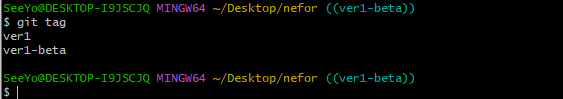 SeeYo@DESKTOP-I9JSCJQ MINGW64 ~/Desktop/nefor ((ver1-beta))
$ git tag
ver1
ver1-beta
SeeYo@DESKTOP-I9JSCJQ MINGW64 ~/Desktop/nefor ((ver1-beta))
$